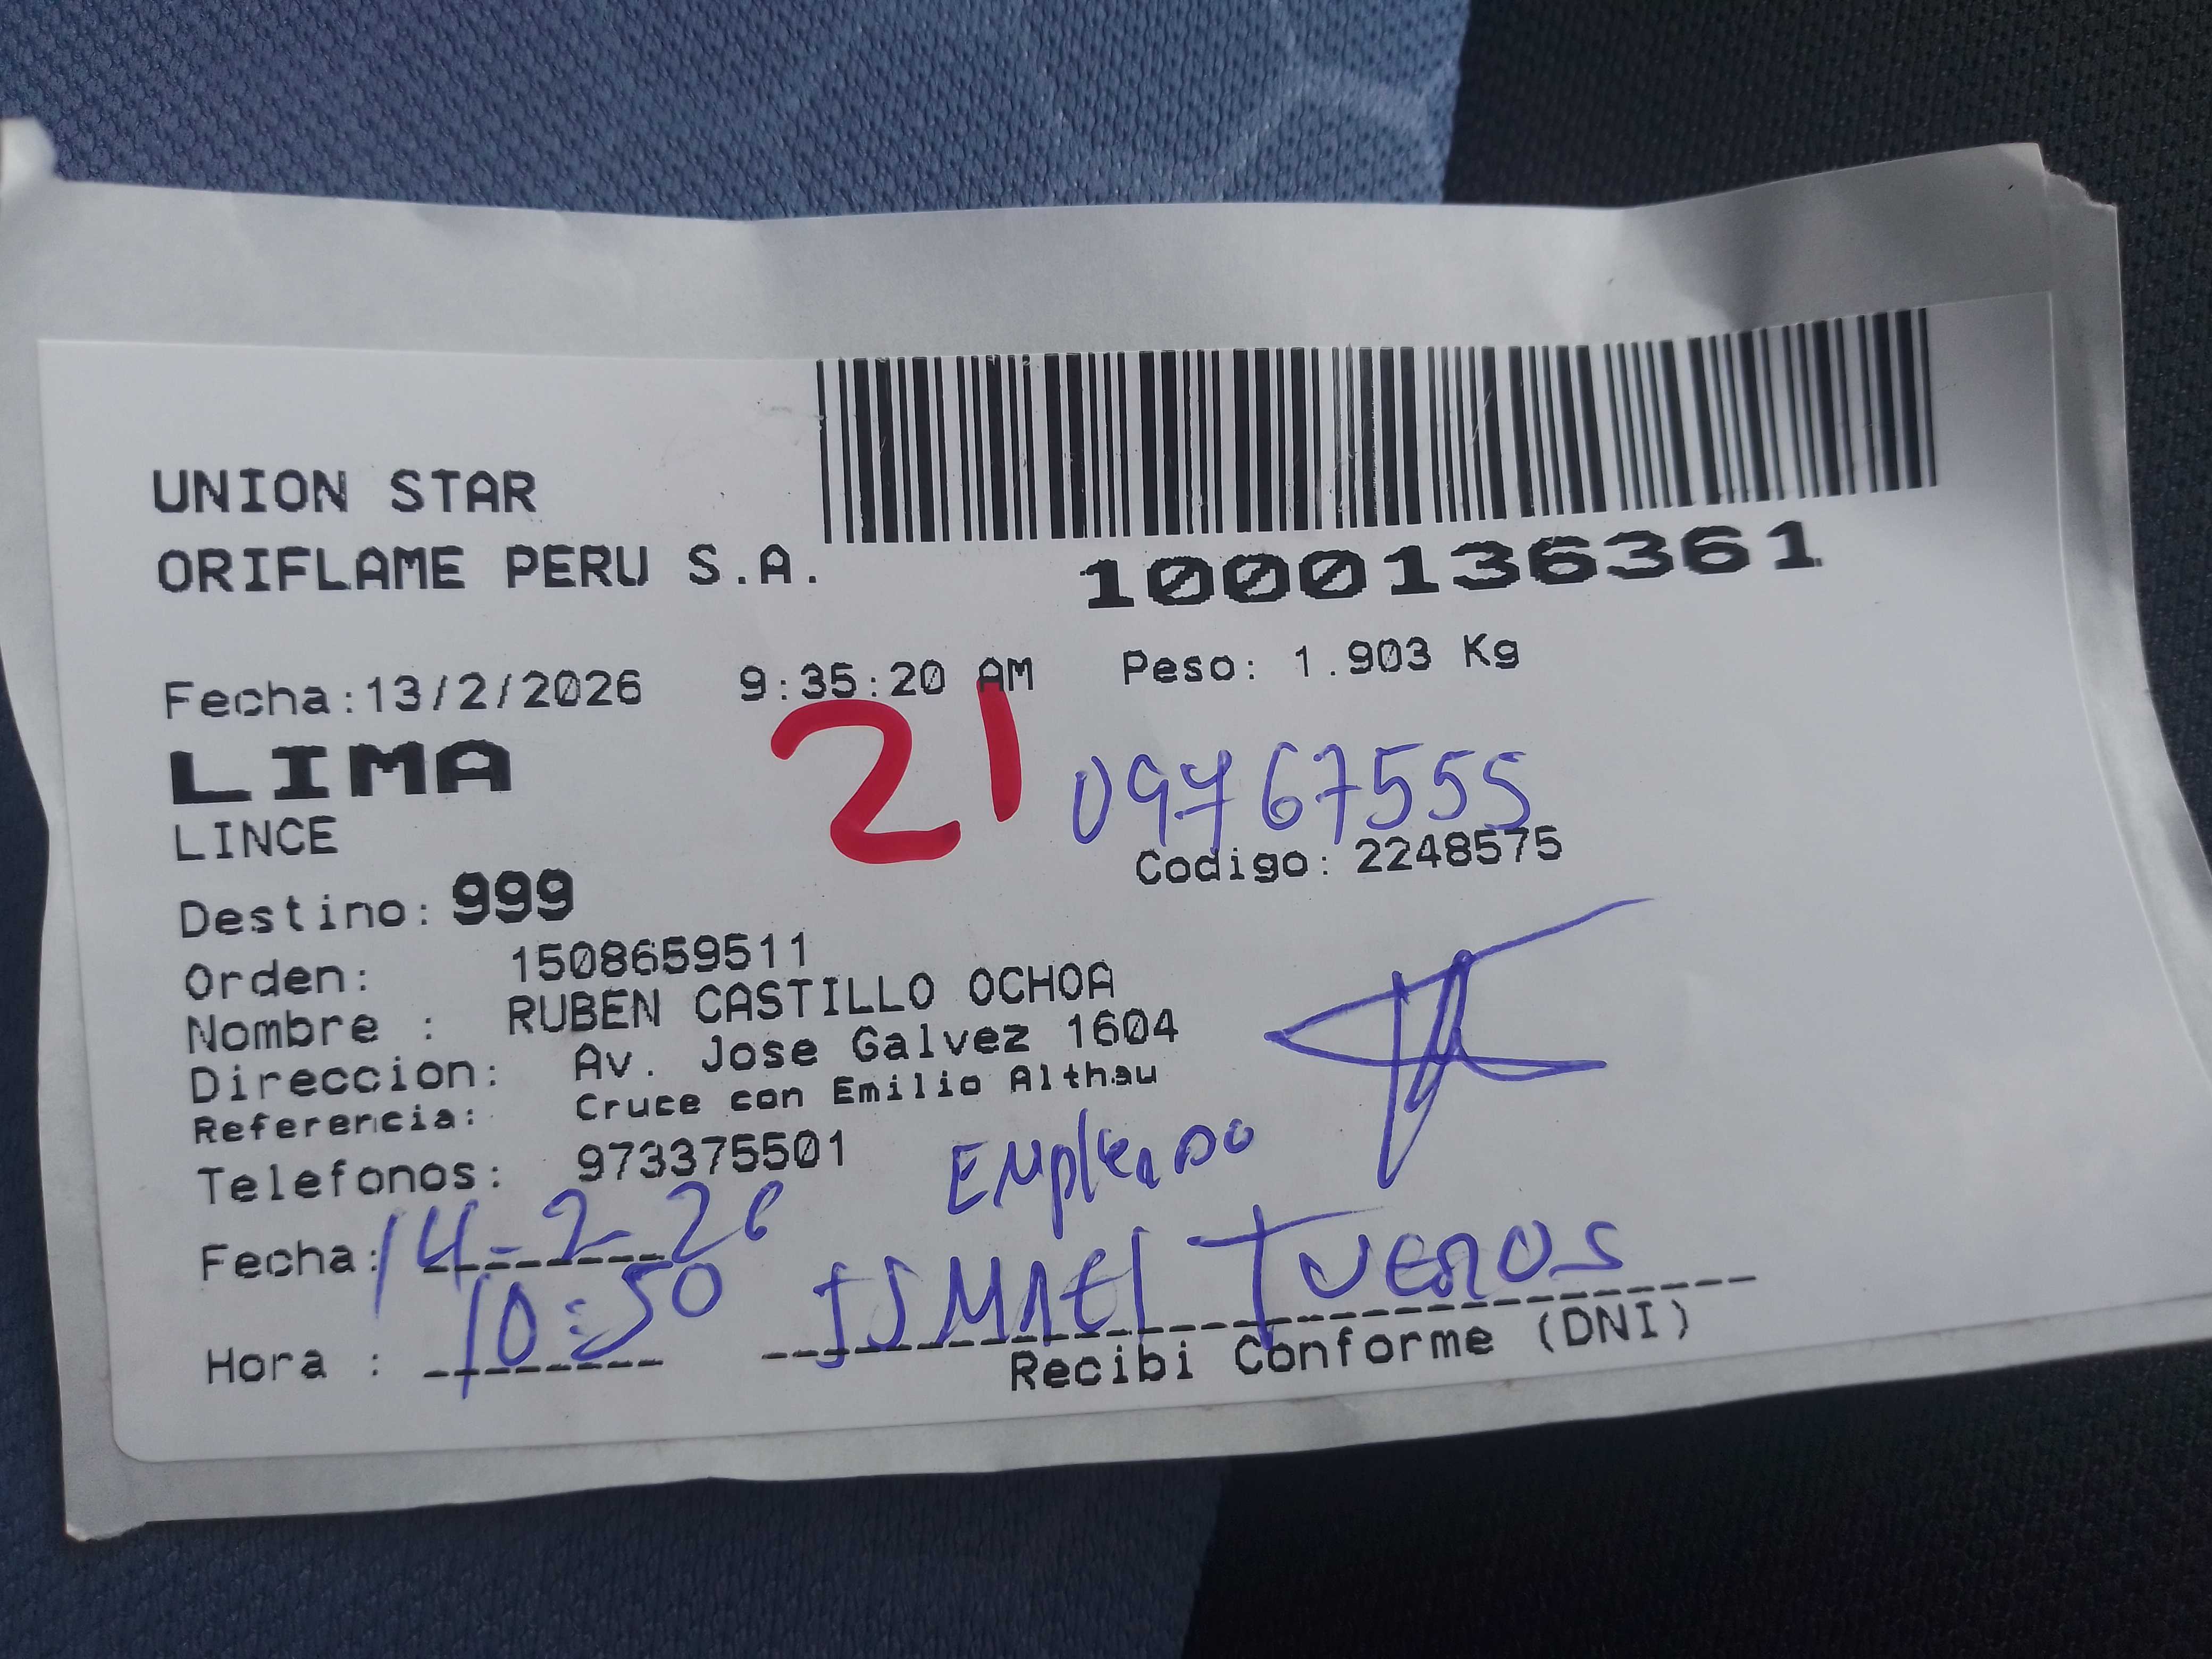 UNION STAR
ORIFLAME PERU S.A.
1000136361
Fecha:13/2/2026 9:35:20 AM Peso: 1.903 Kg
LIMA
21
09767555
LINCE
Codigo: 2248575
Destino: 999
Orden: 1508659511
Nombre : RUBEN CASTILLO OCHOA
Direccion: Av. Jose Galvez 1604
Referencia: Cruce con Emilio Althau
Telefonos: 973375501
EMpleADO
Fecha: 14-2-26
Hora : 10:50
ISMAEl TUEROS
Recibi Conforme (DNI)